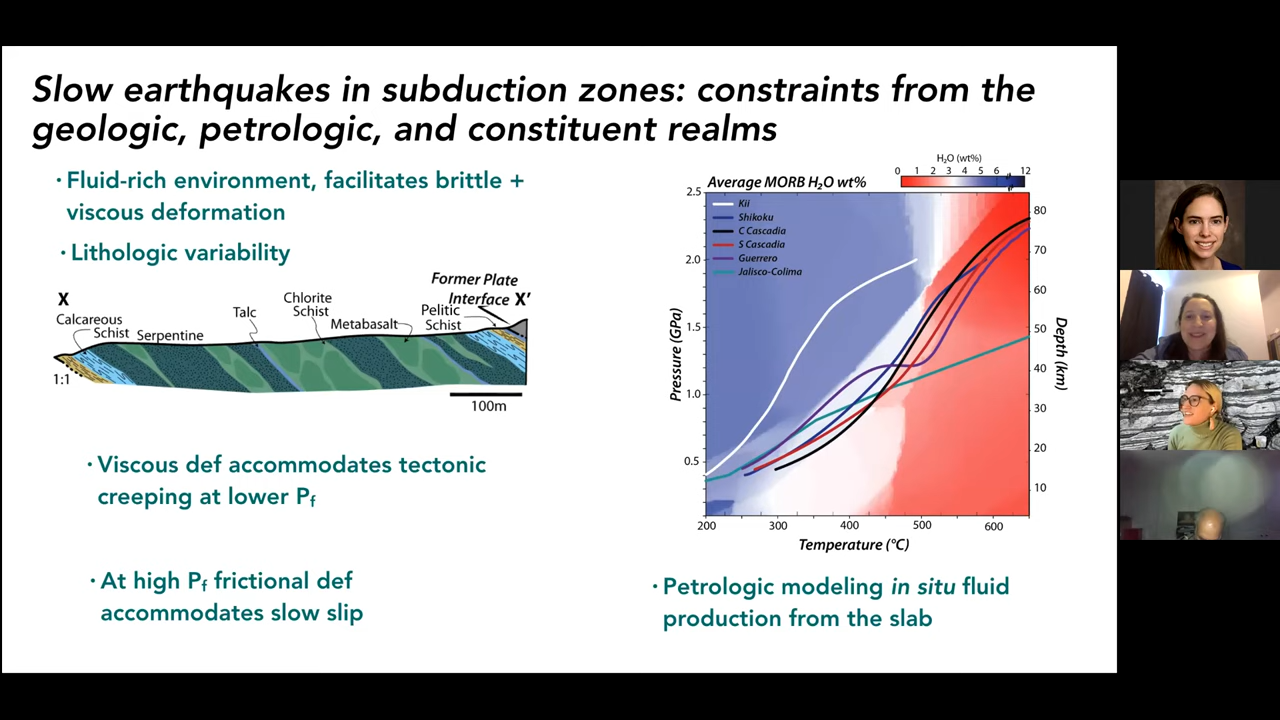 Slow earthquakes in subduction zones: constraints from the
geologic, petrologic, and constituent realms
· Fluid-rich environment, facilitates brittle +
viscous deformation
· Lithologic variability
Former Plate
Interface X'
X
Calcareous
Schist
Serpentine
Talc
Chlorite
Schist
Metabasalt
Pelitic
Schist
1:1
100m
· Viscous def accommodates tectonic
creeping at lower Pf
· At high Pf frictional def
accommodates slow slip
H₂O (wt%)
0 1 2 3 4 5 6 12
Average MORB H₂O wt%
Kii
Shikoku
C Cascadia
S Cascadia
Guerrero
Jalisco-Colima
2.5
2.0
1.5
1.0
0.5
Pressure (GPa)
80
70
60
50
40
30
20
10
Depth (km)
200 300 400 500 600
Temperature (°C)
· Petrologic modeling in situ fluid
production from the slab